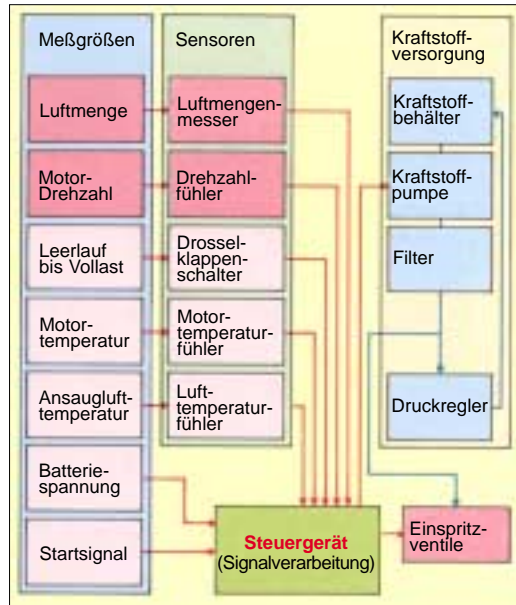 Meßgrößen
Luftmenge
Motor-
Drehzahl
Leerlauf
bis Vollast
Motor-
temperatur
Ansaugluft-
temperatur
Batterie-
spannung
Startsignal
Sensoren
Luftmengen-
messer
Drehzahl-
fühler
Drossel-
klappen-
schalter
Motor-
temperatur-
fühler
Luft-
temperatur-
fühler
Steuergerät
(Signalverarbeitung)
Kraftstoff-
versorgung
Kraftstoff-
behälter
Kraftstoff-
pumpe
Filter
Druckregler
Einspritz-
ventile